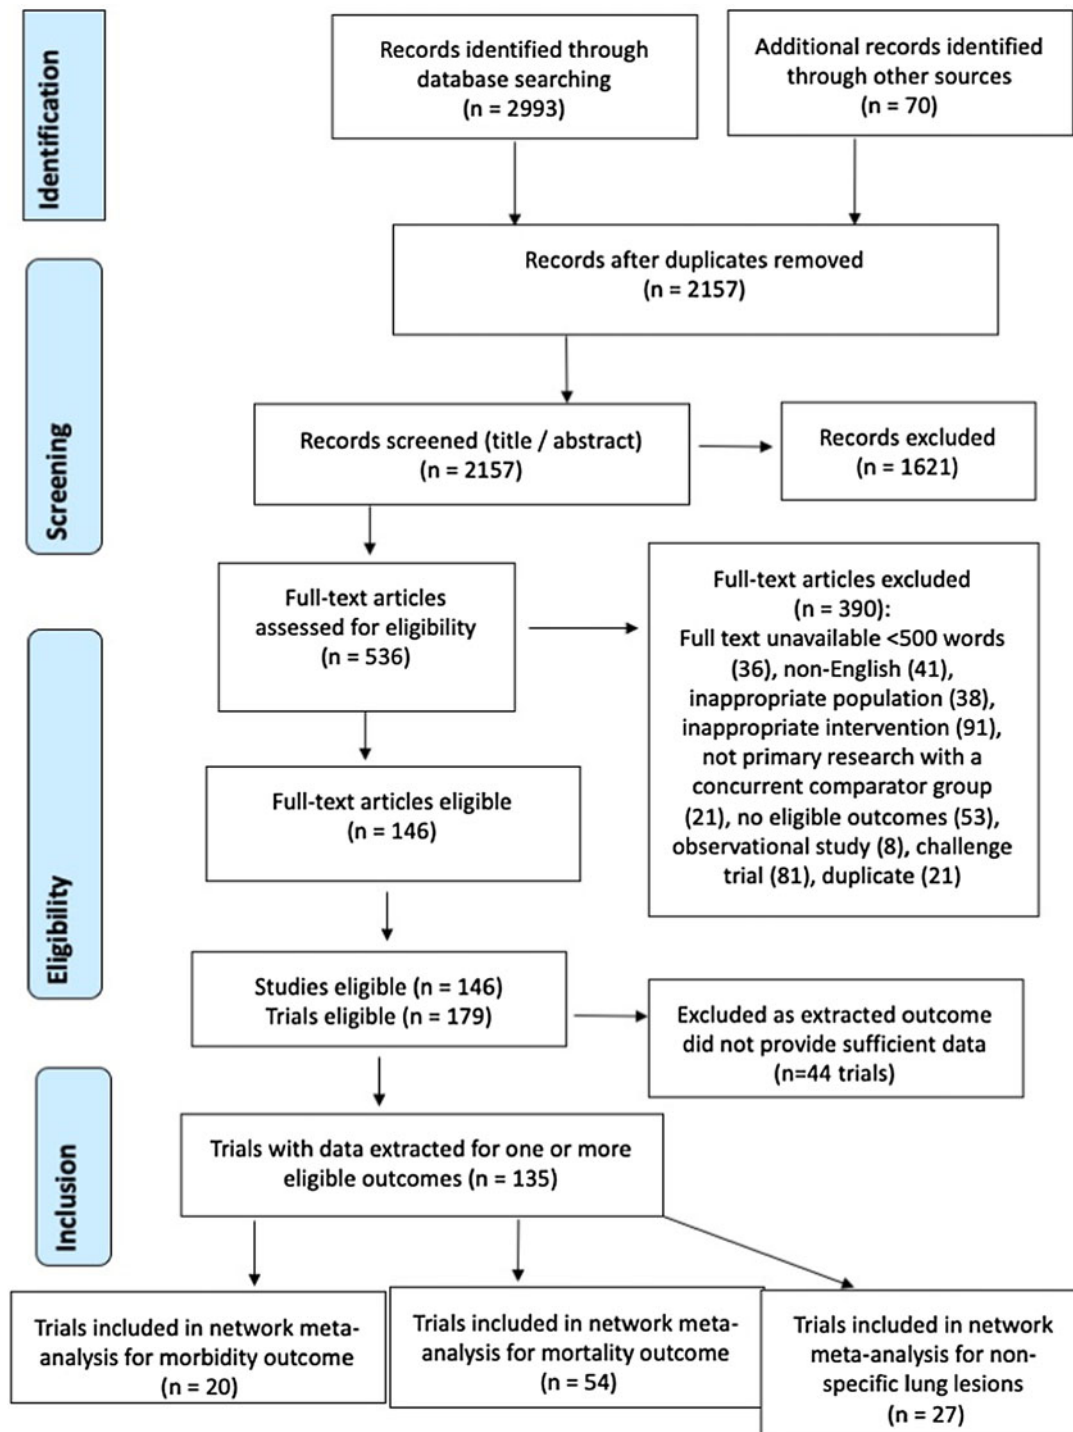 Identification
Records identified through
database searching
(n = 2993)
Additional records identified
through other sources
(n = 70)
Records after duplicates removed
(n = 2157)
Screening
Records screened (title / abstract)
(n = 2157)
Records excluded
(n = 1621)
Full-text articles
assessed for eligibility
(n = 536)
Full-text articles excluded
(n = 390):
Full text unavailable <500 words
(36), non-English (41),
inappropriate population (38),
inappropriate intervention (91),
not primary research with a
concurrent comparator group
(21), no eligible outcomes (53),
observational study (8), challenge
trial (81), duplicate (21)
Eligibility
Full-text articles eligible
(n = 146)
Studies eligible (n = 146)
Trials eligible (n = 179)
Excluded as extracted outcome
did not provide sufficient data
(n=44 trials)
Inclusion
Trials with data extracted for one or more
eligible outcomes (n = 135)
Trials included in network meta-
analysis for morbidity outcome
(n = 20)
Trials included in network meta-
analysis for mortality outcome
(n = 54)
Trials included in network
meta-analysis for non-
specific lung lesions
(n = 27)